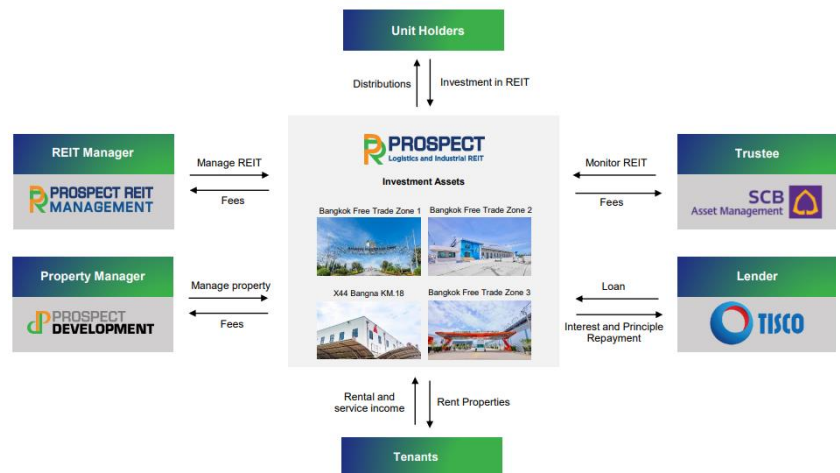 Unit Holders
Distributions
Investment in REIT
REIT Manager
PROSPECT REIT
MANAGEMENT
Manage REIT
Fees
PROSPECT
Logistics and Industrial REIT
Investment Assets
Bangkok Free Trade Zone 1
Bangkok Free Trade Zone 2
X44 Bangna KM.18
Bangkok Free Trade Zone 3
Monitor REIT
Fees
Trustee
SCB
Asset Management
Property Manager
PROSPECT
DEVELOPMENT
Manage property
Fees
Loan
Interest and Principle
Repayment
Lender
TISCO
Rental and
service income
Rent Properties
Tenants